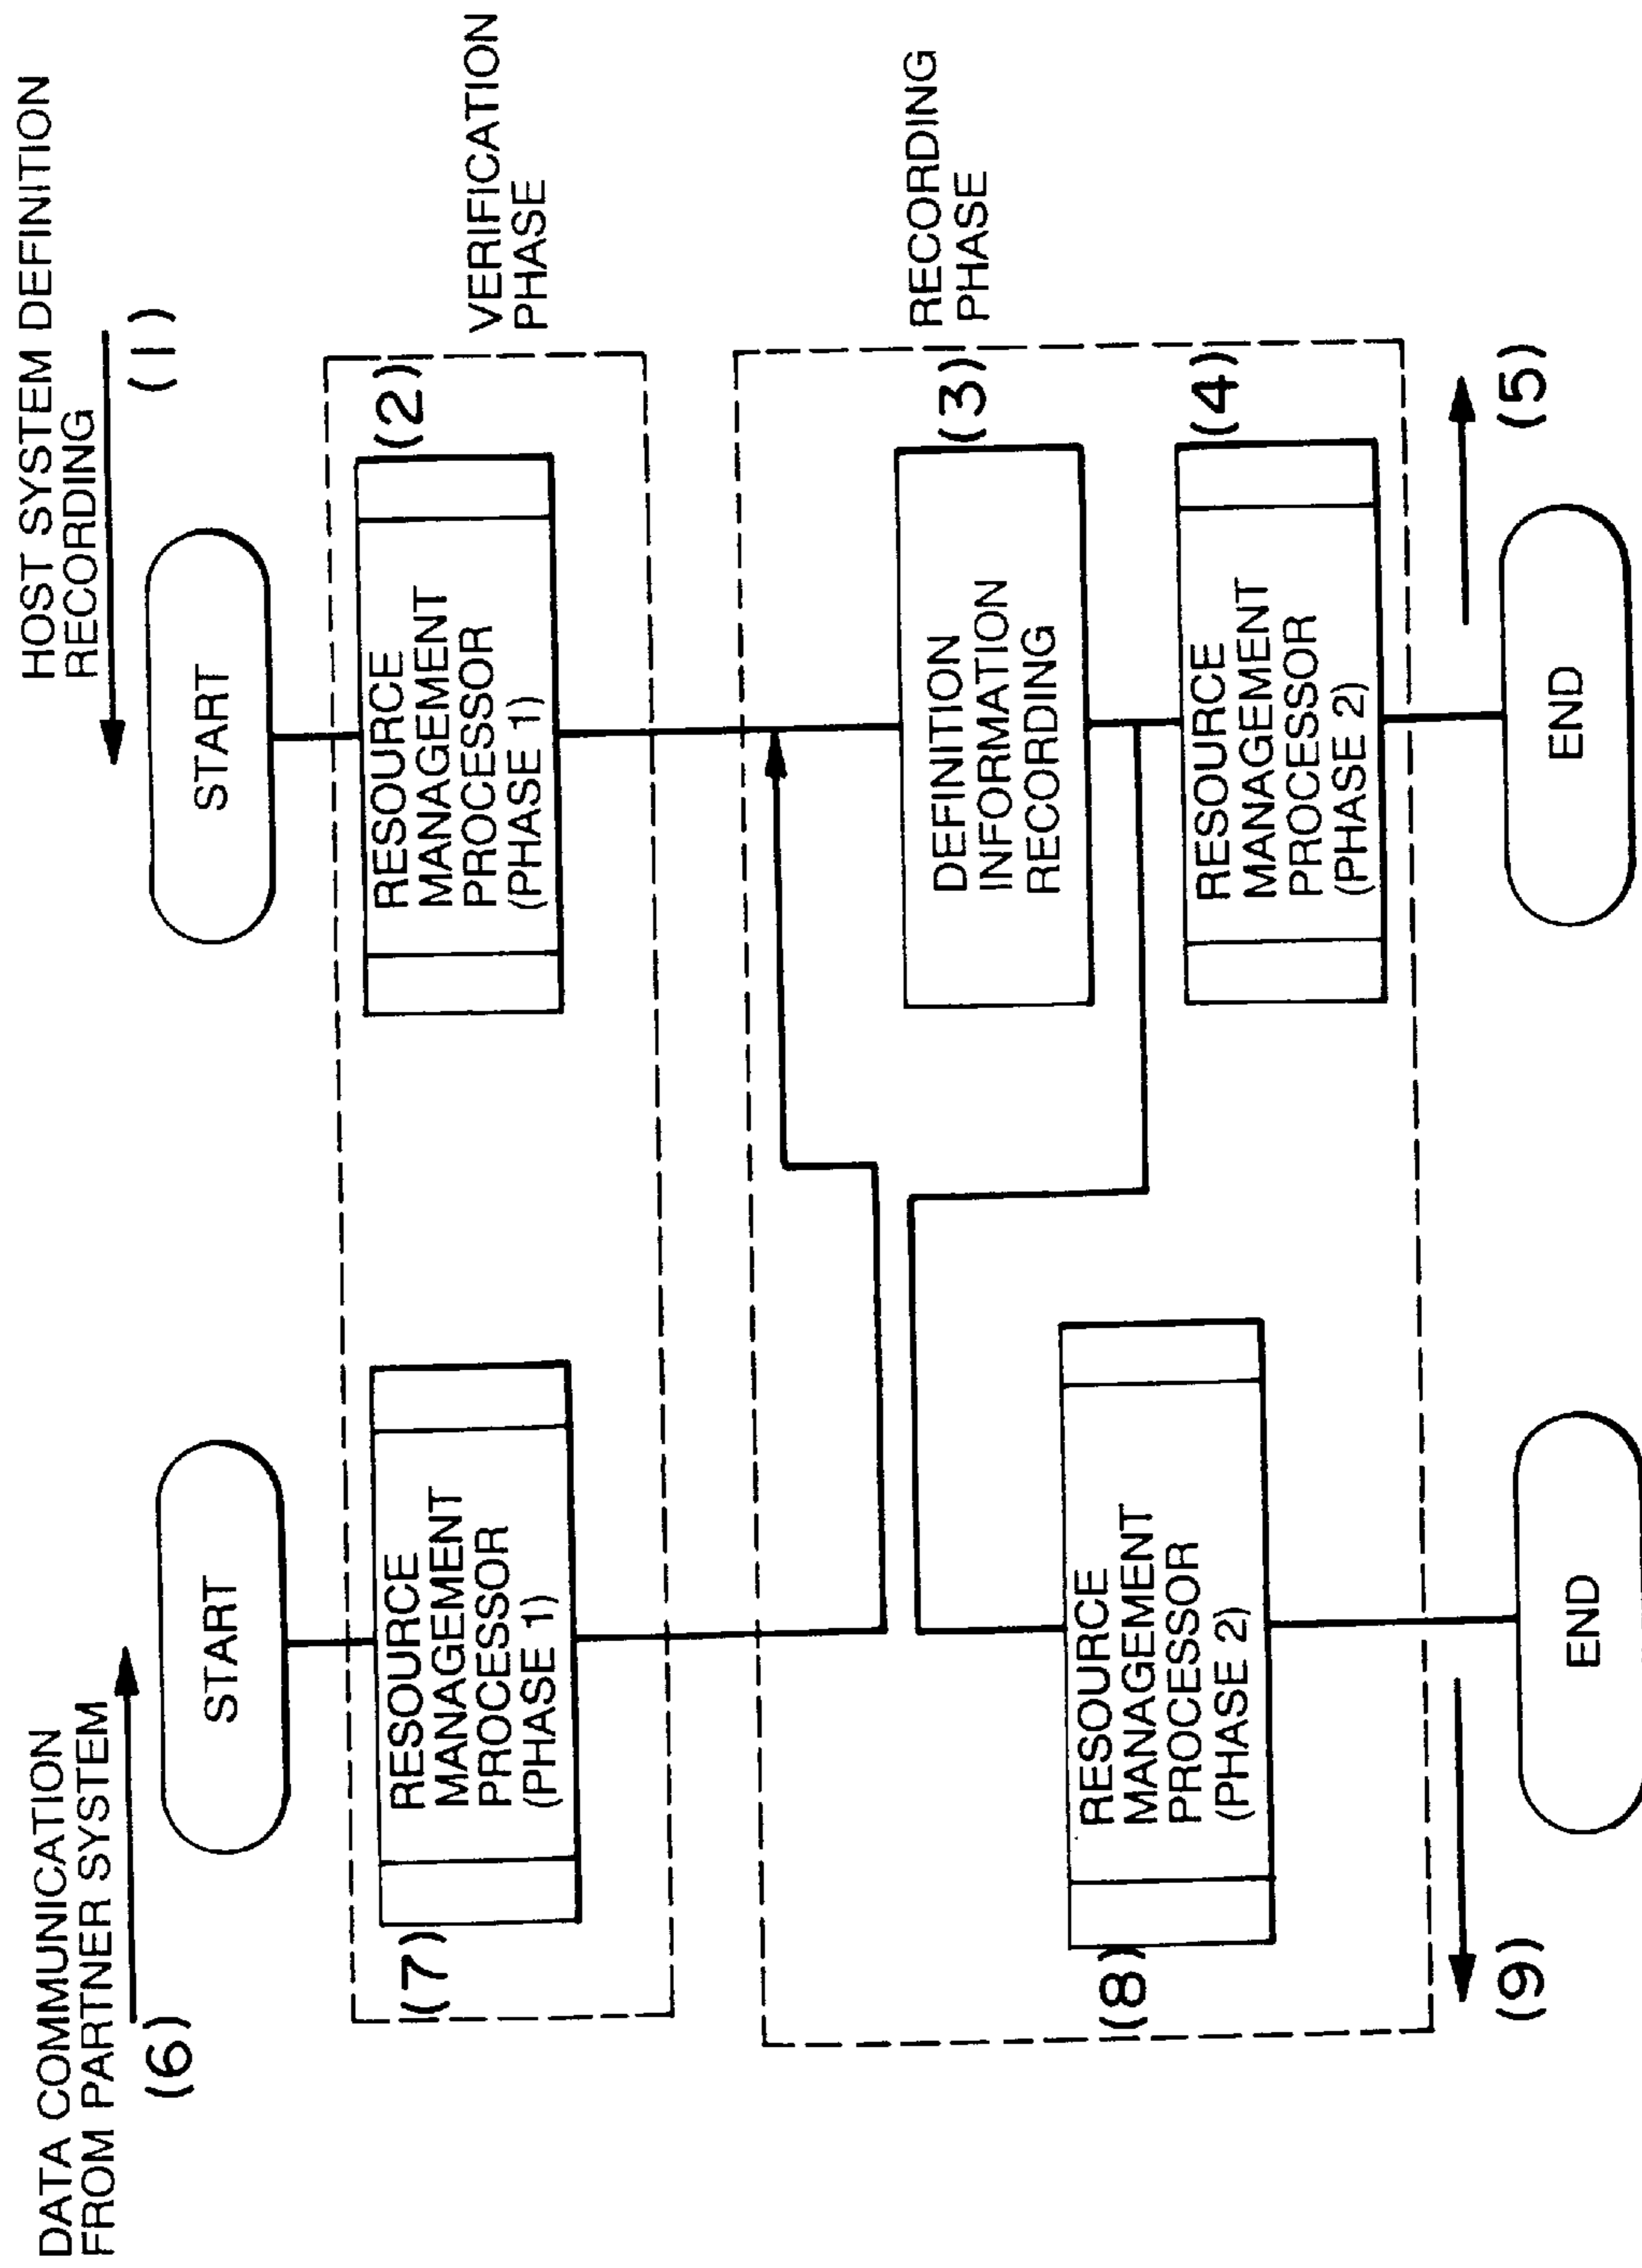 DATA COMMUNICATION
FROM PARTNER SYSTEM
(6)
HOST SYSTEM DEFINITION
RECORDING
(1)
START
START
VERIFICATION
PHASE
(7)
RESOURCE
MANAGEMENT
PROCESSOR
(PHASE 1)
RESOURCE
MANAGEMENT
PROCESSOR
(PHASE 1)
(2)
RECORDING
PHASE
DEFINITION
INFORMATION
RECORDING
(3)
(8)
RESOURCE
MANAGEMENT
PROCESSOR
(PHASE 2)
RESOURCE
MANAGEMENT
PROCESSOR
(PHASE 2)
(4)
(9)
(5)
END
END